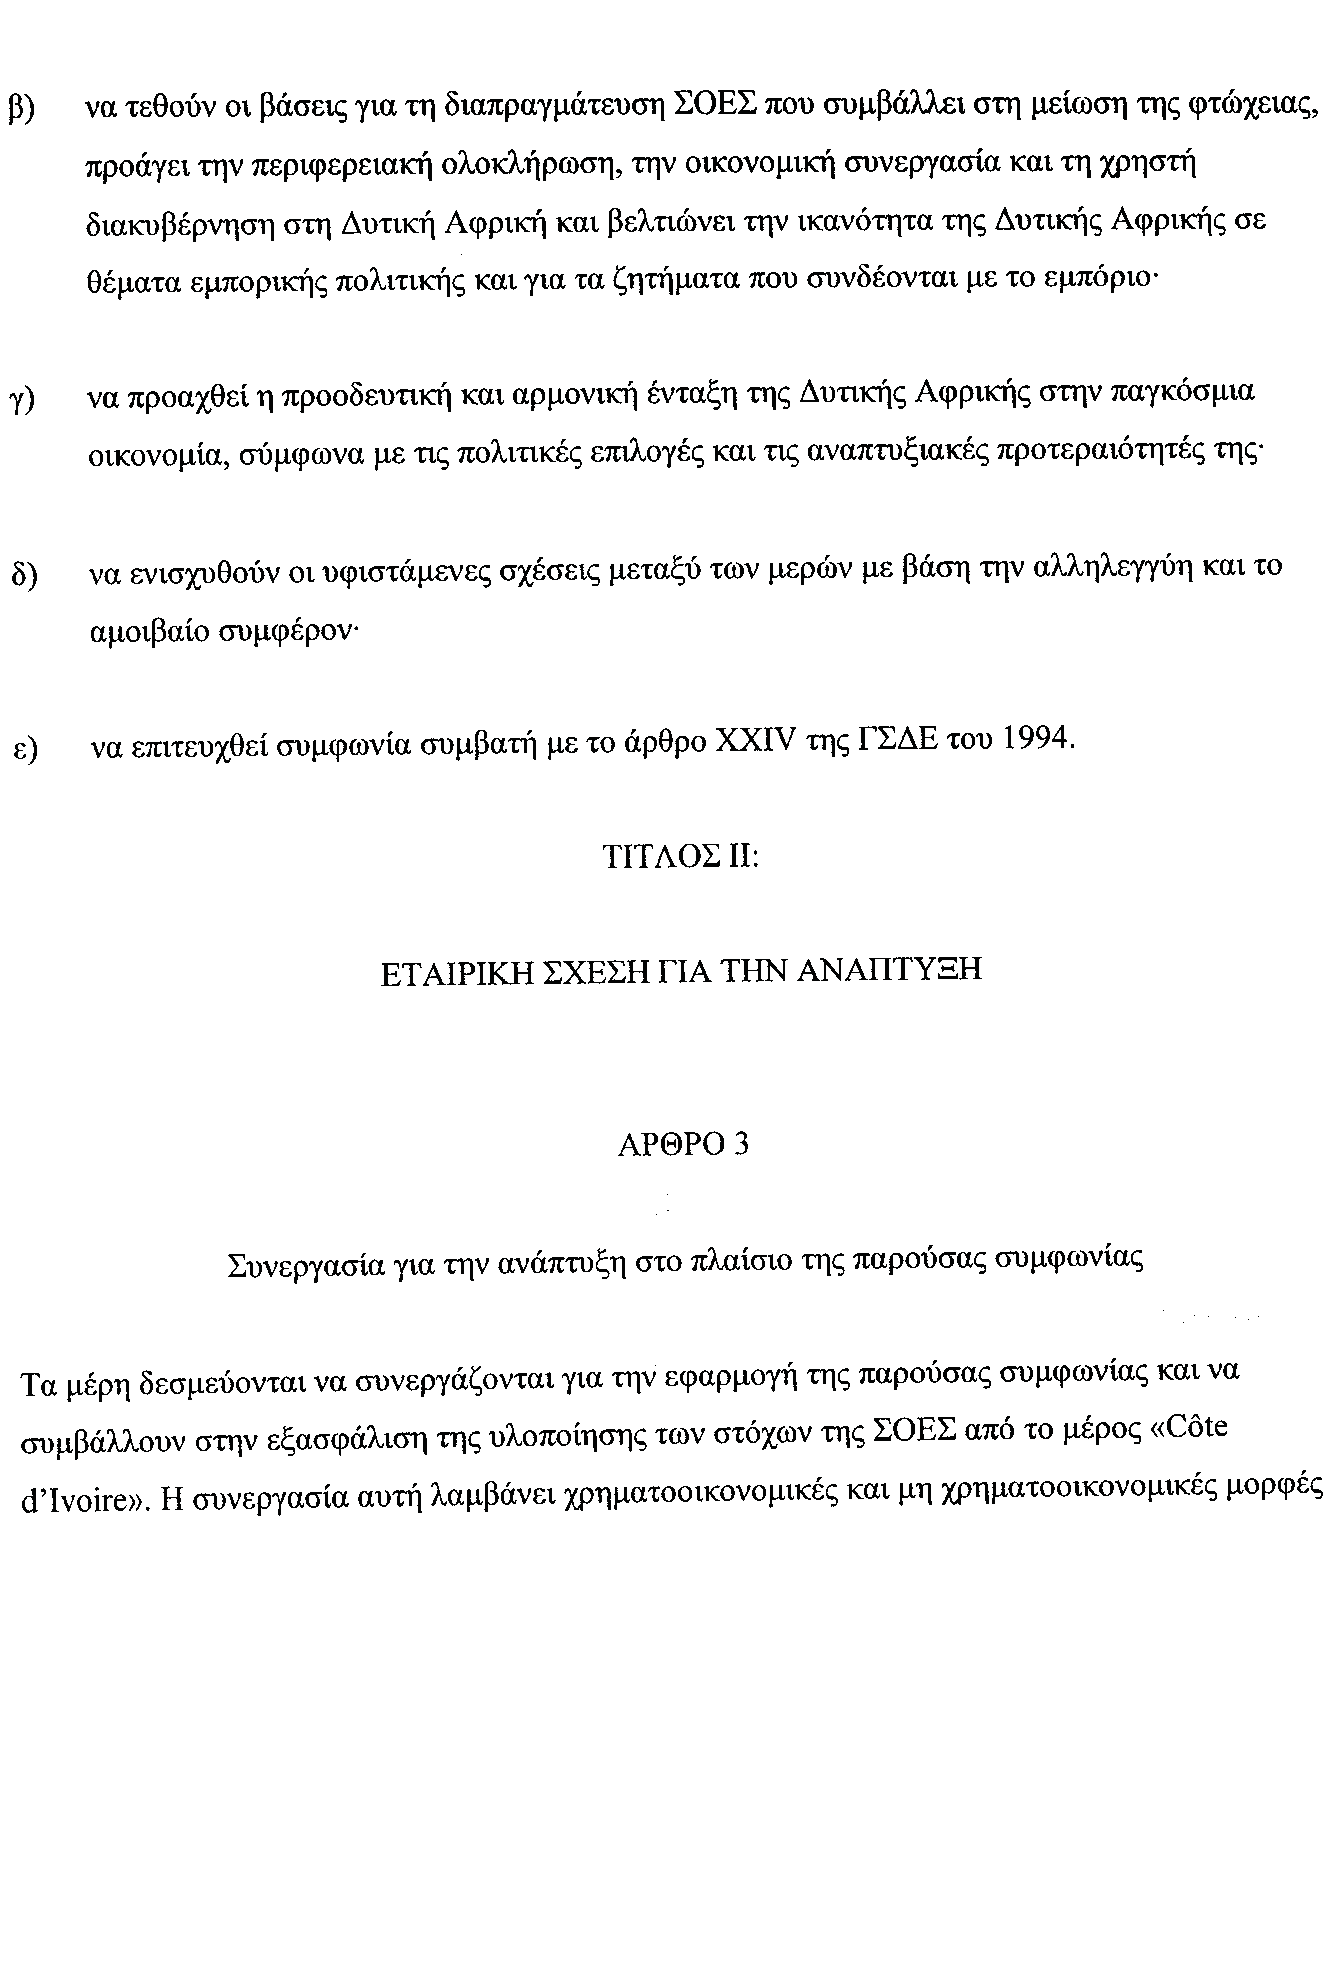 β) να τεθούν οι βάσεις για τη διαπραγμάτευση ΣΟΕΣ που συμβάλλει στη μείωση της φτώχειας,
προάγει την περιφερειακή ολοκλήρωση, την οικονομική συνεργασία και τη χρηστή
διακυβέρνηση στη Δυτική Αφρική και βελτιώνει την ικανότητα της Δυτικής Αφρικής σε
θέματα εμπορικής πολιτικής και για τα ζητήματα που συνδέονται με το εμπόριο·
γ) να προαχθεί η προοδευτική και αρμονική ένταξη της Δυτικής Αφρικής στην παγκόσμια
οικονομία, σύμφωνα με τις πολιτικές επιλογές και τις αναπτυξιακές προτεραιότητές της·
δ) να ενισχυθούν οι υφιστάμενες σχέσεις μεταξύ των μερών με βάση την αλληλεγγύη και το
αμοιβαίο συμφέρον·
ε) να επιτευχθεί συμφωνία συμβατή με το άρθρο XXIV της ΓΣΔΕ του 1994.
ΤΙΤΛΟΣ ΙΙ:
ΕΤΑΙΡΙΚΗ ΣΧΕΣΗ ΓΙΑ ΤΗΝ ΑΝΑΠΤΥΞΗ
ΑΡΘΡΟ 3
Συνεργασία για την ανάπτυξη στο πλαίσιο της παρούσας συμφωνίας
Τα μέρη δεσμεύονται να συνεργάζονται για την εφαρμογή της παρούσας συμφωνίας και να
συμβάλλουν στην εξασφάλιση της υλοποίησης των στόχων της ΣΟΕΣ από το μέρος «Côte
d’Ivoire». Η συνεργασία αυτή λαμβάνει χρηματοοικονομικές και μη χρηματοοικονομικές μορφές